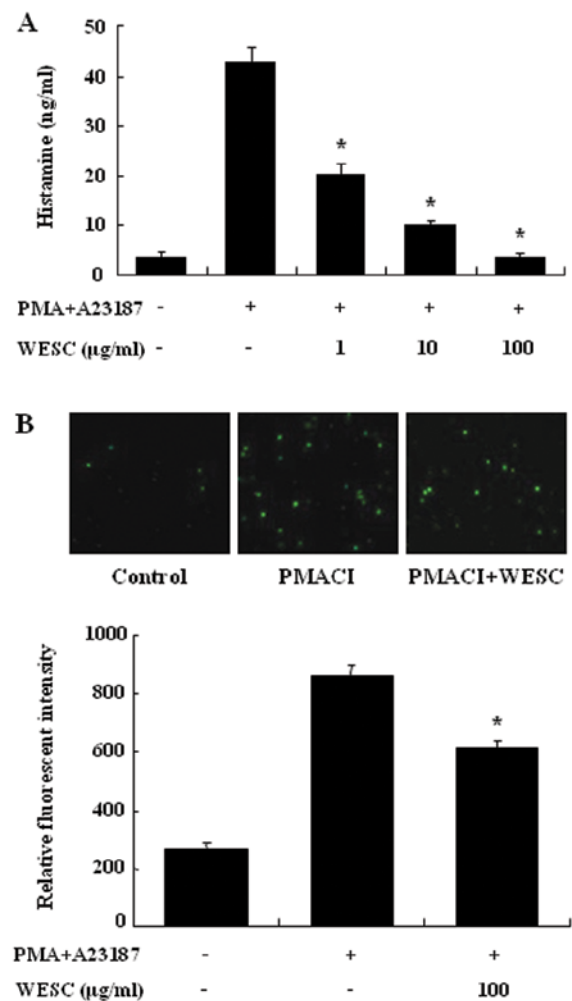 A
50
40
30
20
10
0
Histamine (ng/ml)
*
*
*
PMA+A23187 - + + + +
WESC (µg/ml) - - 1 10 100
B
Control PMACI PMACI+WESC
1000
800
600
400
200
0
Relative fluorescent intensity
*
PMA+A23187 - + +
WESC (µg/ml) - - 100